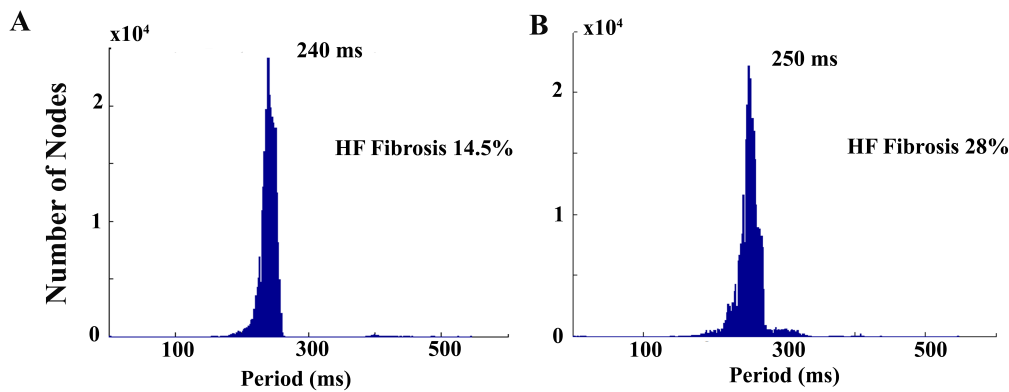 A
x10⁴
240 ms
2
HF Fibrosis 14.5%
1
0
100
300
500
Number of Nodes
Period (ms)
B
x10⁴
250 ms
2
HF Fibrosis 28%
1
0
100
300
500
Period (ms)